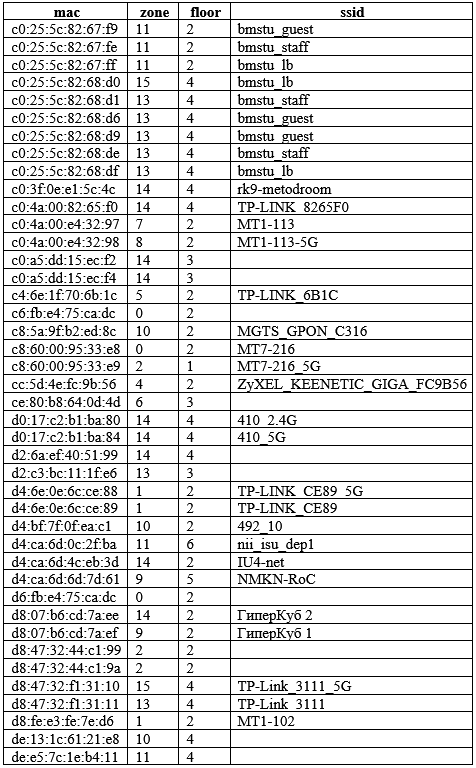 mac zone floor ssid
c0:25:5c:82:67:f9 11 2 bmstu_guest
c0:25:5c:82:67:fe 11 2 bmstu_staff
c0:25:5c:82:67:ff 11 2 bmstu_lb
c0:25:5c:82:68:d0 15 4 bmstu_lb
c0:25:5c:82:68:d1 13 4 bmstu_staff
c0:25:5c:82:68:d6 13 4 bmstu_guest
c0:25:5c:82:68:d9 13 4 bmstu_guest
c0:25:5c:82:68:de 13 4 bmstu_staff
c0:25:5c:82:68:df 13 4 bmstu_lb
c0:3f:0e:e1:5c:4c 14 4 rk9-metodroom
c0:4a:00:82:65:f0 14 4 TP-LINK_8265F0
c0:4a:00:e4:32:97 7 2 MT1-113
c0:4a:00:e4:32:98 8 2 MT1-113-5G
c0:a5:dd:15:ec:f2 14 3
c0:a5:dd:15:ec:f4 14 3
c4:6e:1f:70:6b:1c 5 2 TP-LINK_6B1C
c6:fb:e4:75:ca:dc 0 2
c8:5a:9f:b2:ed:8c 10 2 MGTS_GPON_C316
c8:60:00:95:33:e8 0 2 MT7-216
c8:60:00:95:33:e9 2 1 MT7-216_5G
cc:5d:4e:fc:9b:56 4 2 ZyXEL_KEENETIC_GIGA_FC9B56
ce:80:b8:64:0d:4d 6 3
d0:17:c2:b1:ba:80 14 4 410_2.4G
d0:17:c2:b1:ba:84 14 4 410_5G
d2:6a:ef:40:51:99 14 4
d2:c3:bc:11:1f:e6 13 3
d4:6e:0e:6c:ce:88 1 2 TP-LINK_CE89_5G
d4:6e:0e:6c:ce:89 1 2 TP-LINK_CE89
d4:bf:7f:0f:ea:c1 10 2 492_10
d4:ca:6d:0c:2f:ba 11 6 nii_isu_dep1
d4:ca:6d:4c:eb:3d 14 2 IU4-net
d4:ca:6d:6d:7d:61 9 5 NMKN-RoC
d6:fb:e4:75:ca:dc 0 2
d8:07:b6:cd:7a:ee 14 2 ГиперКуб 2
d8:07:b6:cd:7a:ef 9 2 ГиперКуб 1
d8:47:32:44:c1:99 2 2
d8:47:32:44:c1:9a 2 2
d8:47:32:f1:31:10 15 4 TP-Link_3111_5G
d8:47:32:f1:31:11 13 4 TP-Link_3111
d8:fe:e3:fe:7e:d6 1 2 MT1-102
de:13:1c:61:21:e8 10 4
de:e5:7c:1e:b4:11 11 4